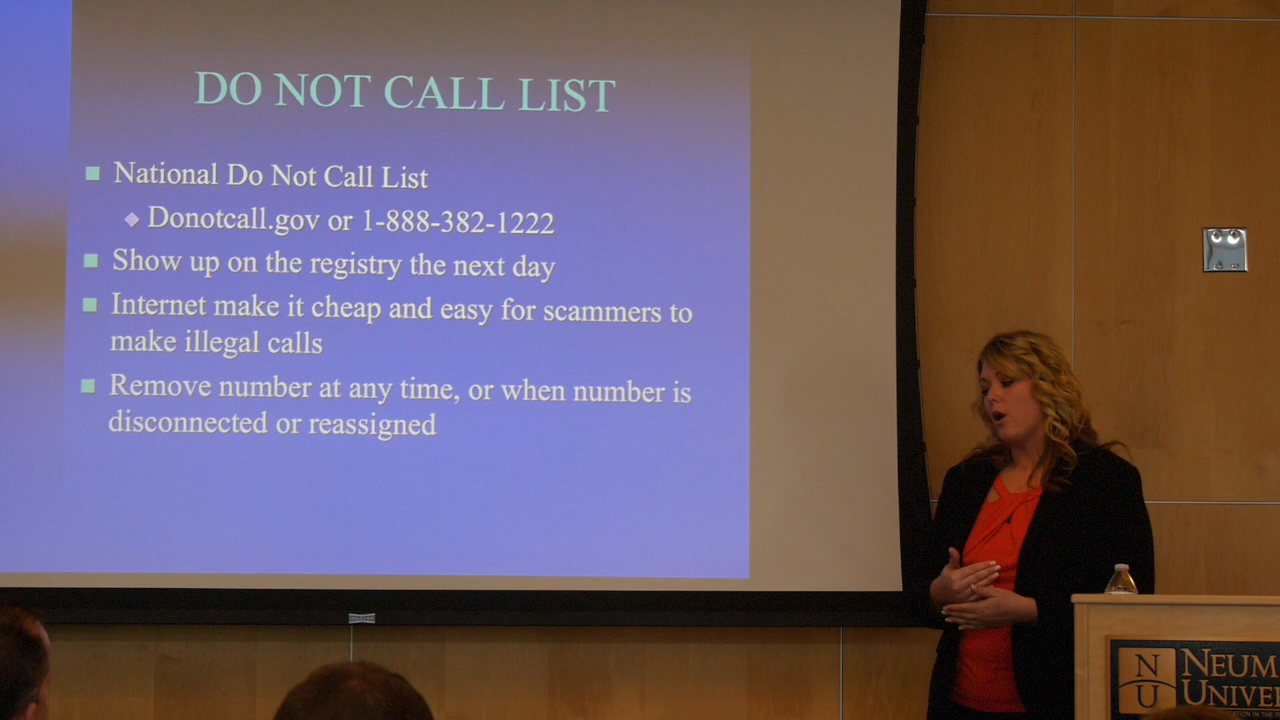 DO NOT CALL LIST
National Do Not Call List
Donotcall.gov or 1-888-382-1222
Show up on the registry the next day
Internet make it cheap and easy for scammers to
make illegal calls
Remove number at any time, or when number is
disconnected or reassigned
NU
NEUM
UNIVER